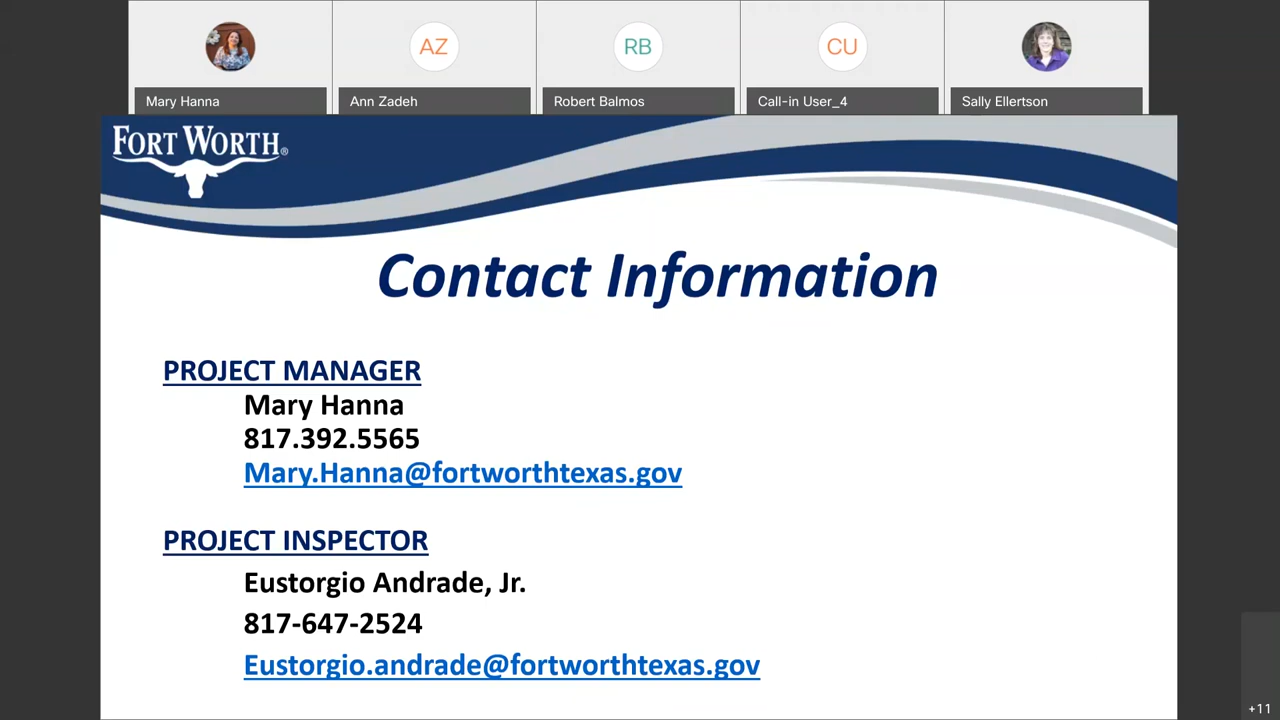 AZ
RB
CU
Mary Hanna
Ann Zadeh
Robert Balmos
Call-in User_4
Sally Ellertson
FORT WORTH®
Contact Information
PROJECT MANAGER
Mary Hanna
817.392.5565
Mary.Hanna@fortworthtexas.gov
PROJECT INSPECTOR
Eustorgio Andrade, Jr.
817-647-2524
Eustorgio.andrade@fortworthtexas.gov
+11